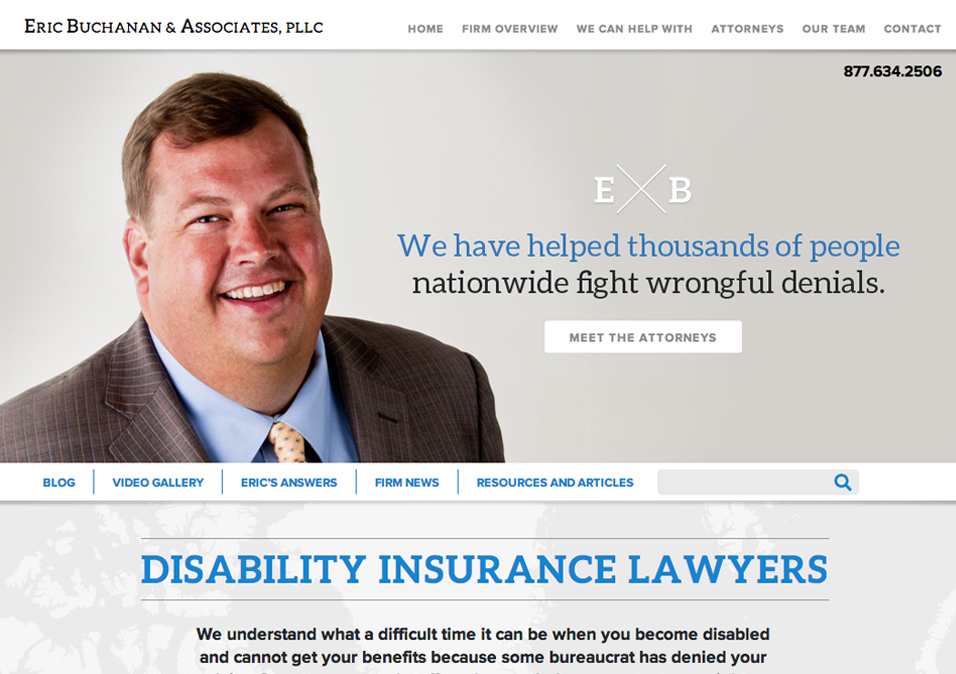 ERIC BUCHANAN & ASSOCIATES, PLLC
HOME FIRM OVERVIEW WE CAN HELP WITH ATTORNEYS OUR TEAM CONTACT
877.634.2506
E B
We have helped thousands of people
nationwide fight wrongful denials.
MEET THE ATTORNEYS
BLOG VIDEO GALLERY ERIC'S ANSWERS FIRM NEWS RESOURCES AND ARTICLES
DISABILITY INSURANCE LAWYERS
We understand what a difficult time it can be when you become disabled
and cannot get your benefits because some bureaucrat has denied your